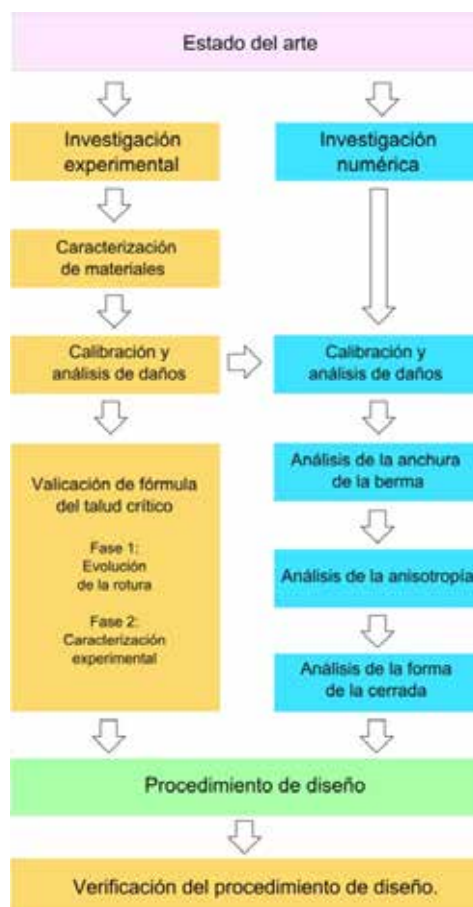 Estado del arte
Investigación
experimental
Investigación
numérica
Caracterización
de materiales
Calibración y
análisis de daños
Calibración y
análisis de daños
Valicación de fórmula
del talud crítico
Fase 1:
Evolución
de la rotura
Fase 2:
Caracterización
experimental
Análisis de la anchura
de la berma
Análisis de la anisotropía
Análisis de la forma
de la cerrada
Procedimiento de diseño
Verificación del procedimiento de diseño.